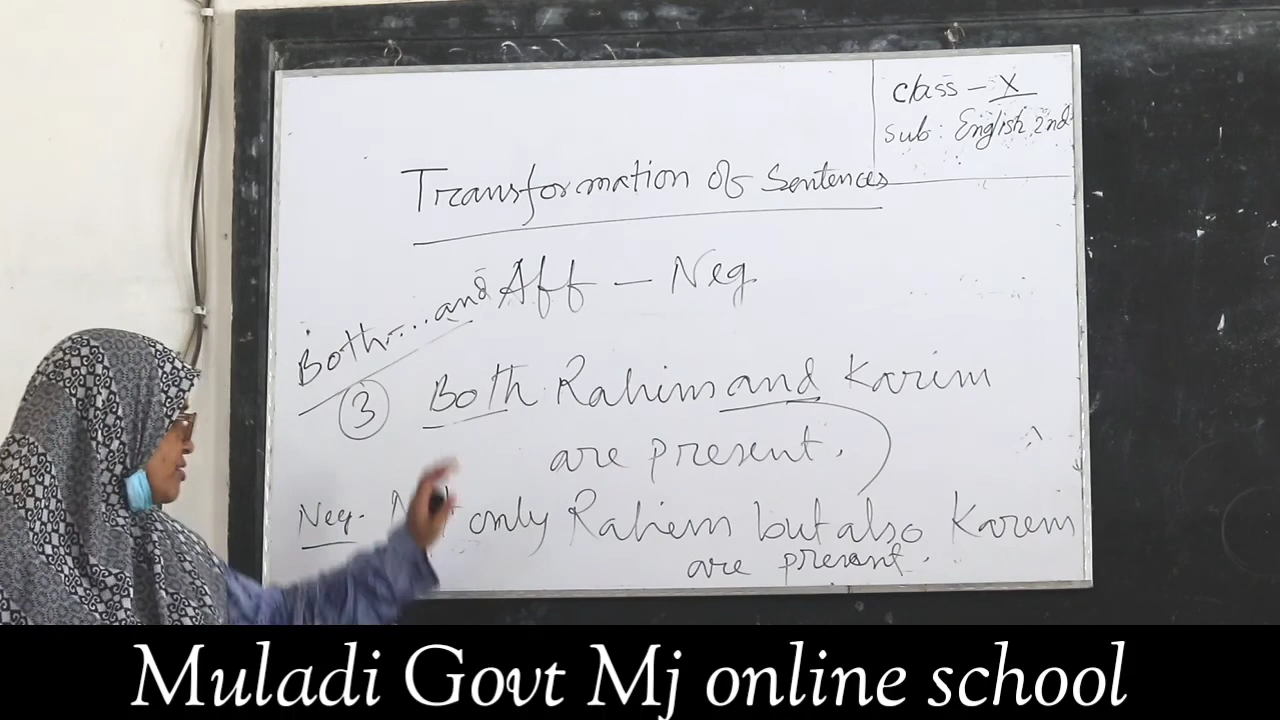 class - X
Sub : English 2nd
Transformation of Sentences
Aff - Neg.
Both.... and
3 Both Rahim and Karim
are present.
Neg. Not only Rahim but also Karim
are present.
Muladi Govt Mj online school